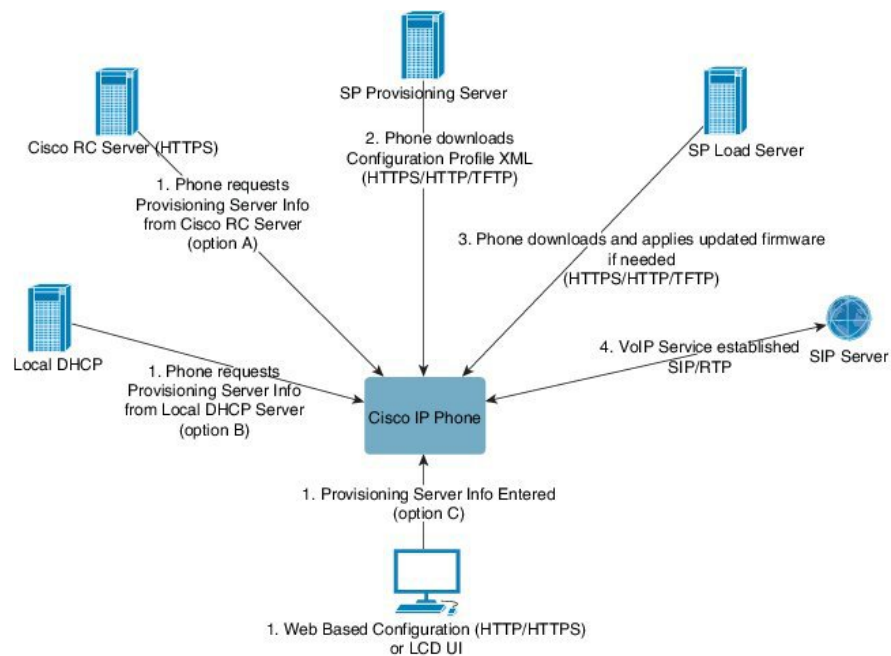 SP Provisioning Server
Cisco RC Server (HTTPS)
SP Load Server
2. Phone downloads
Configuration Profile XML
(HTTPS/HTTP/TFTP)
1. Phone requests
Provisioning Server Info
from Cisco RC Server
(option A)
3. Phone downloads and applies updated firmware
if needed
(HTTPS/HTTP/TFTP)
Local DHCP
1. Phone requests
Provisioning Server Info
from Local DHCP Server
(option B)
4. VoIP Service established
SIP/RTP
SIP Server
Cisco IP Phone
1. Provisioning Server Info Entered
(option C)
1. Web Based Configuration (HTTP/HTTPS)
or LCD UI